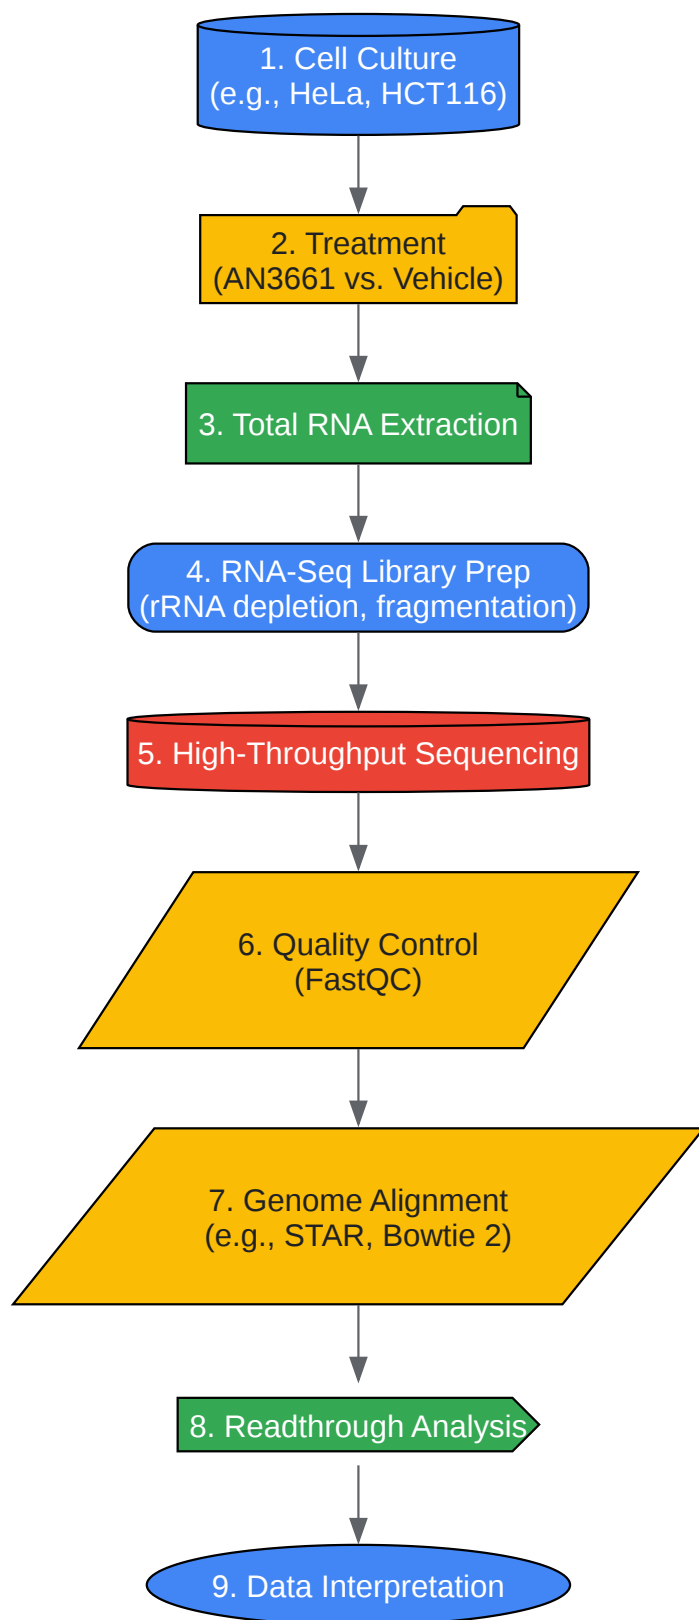 1. Cell Culture
(e.g., HeLa, HCT116)
2. Treatment
(AN3661 vs. Vehicle)
3. Total RNA Extraction
4. RNA-Seq Library Prep
(rRNA depletion, fragmentation)
5. High-Throughput Sequencing
6. Quality Control
(FastQC)
7. Genome Alignment
(e.g., STAR, Bowtie 2)
8. Readthrough Analysis
9. Data Interpretation